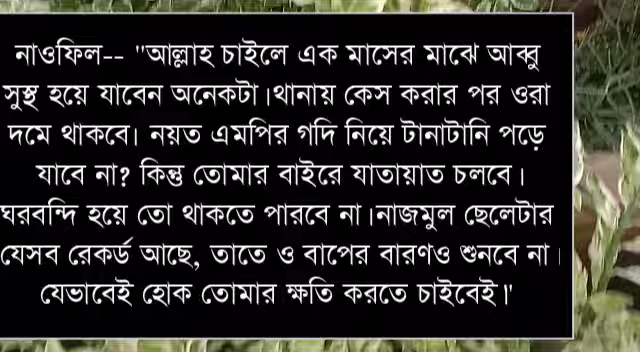 নাওফিল-- "আল্লাহ চাইলে এক মাসের মাঝে আব্বু
সুস্থ হয়ে যাবেন অনেকটা।থানায় কেস করার পর ওরা
দমে থাকবে। নয়ত এমপির গদি নিয়ে টানাটানি পড়ে
যাবে না? কিন্তু তোমার বাইরে যাতায়াত চলবে।
ঘরবন্দি হয়ে তো থাকতে পারবে না।নাজমুল ছেলেটার
যেসব রেকর্ড আছে, তাতে ও বাপের বারণও শুনবে না।
যেভাবেই হোক তোমার ক্ষতি করতে চাইবেই।'